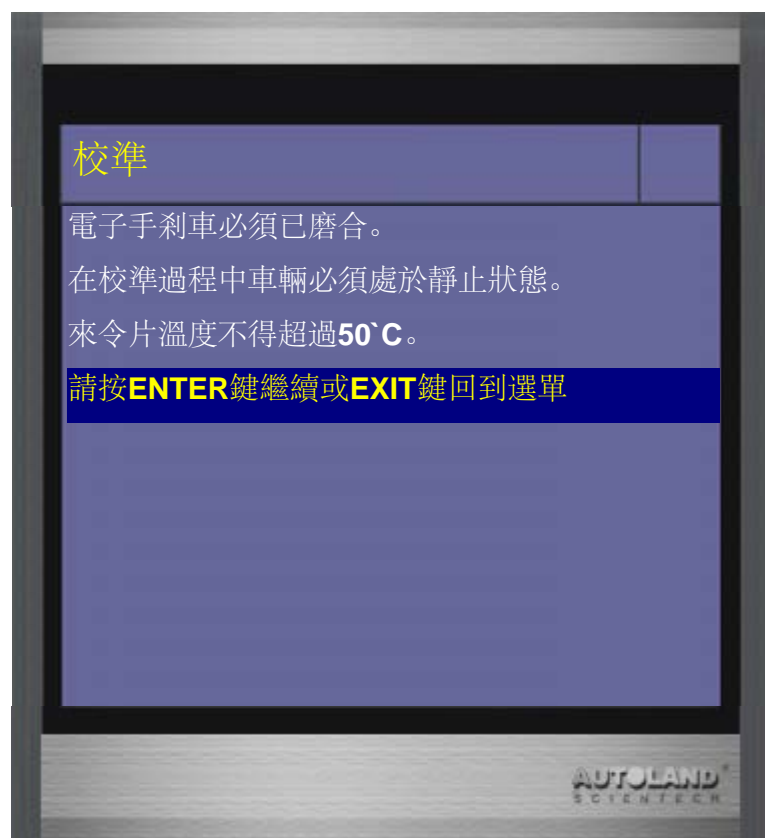 校準
電子手剎車必須已磨合。
在校準過程中車輛必須處於靜止狀態。
來令片溫度不得超過50`C。
請按ENTER鍵繼續或EXIT鍵回到選單
AUTOLAND
SCIENTECH